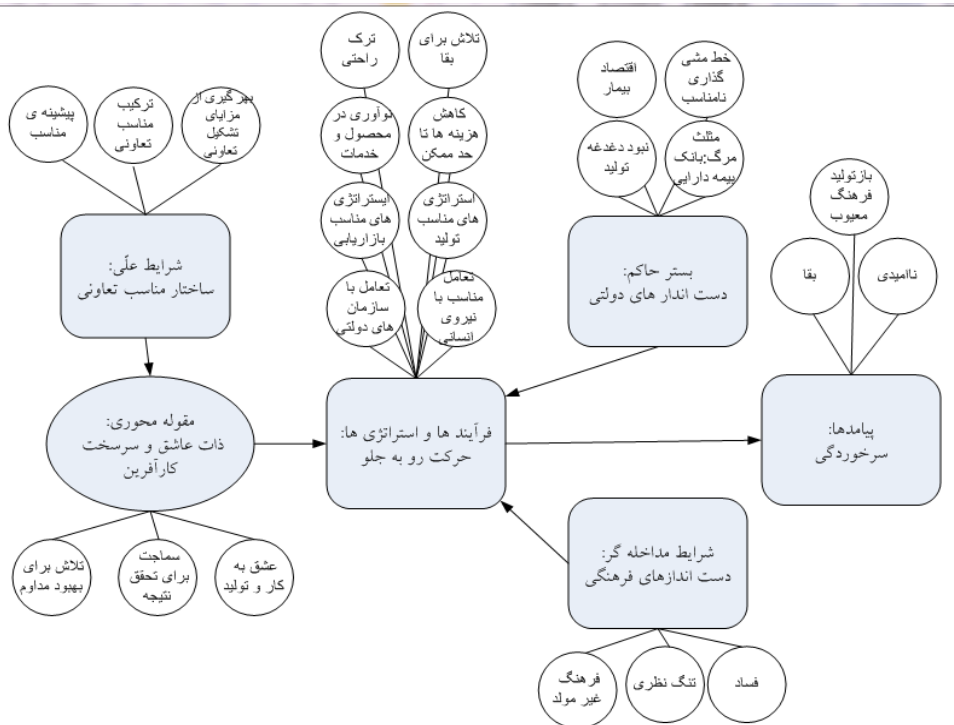 ترک
راحتی
تلاش برای
بقا
اقتصاد
بیمار
خط مشی
گذاری
نامناسب
بهر گیری از
مزایای
تشکیل
تعاونی
ترکیب
مناسب
تعاونی
پیشینه ی
مناسب
نوآوری در
محصول و
خدمات
کاهش
هزینه ها تا
حد ممکن
نبود دغدغه
تولید
مثلث
مرگ:بانک
بیمه دارایی
بازتولید
فرهنگ
معیوب
ایستراتژی
های مناسب
بازاریابی
استراتژی
های مناسب
تولید
بقا
ناامیدی
شرایط علّی:
ساختار مناسب تعاونی
بستر حاکم:
دست اندار های دولتی
تعامل با
سازمان
های دولتی
تعامل
مناسب با
نیروی
انسانی
مقوله محوری:
ذات عاشق و سرسخت
کارآفرین
فرآیند ها و استراتژی ها:
حرکت رو به جلو
پیامدها:
سرخوردگی
شرایط مداخله گر:
دست اندازهای فرهنگی
عشق به
کار و تولید
سماجت
برای تحقق
نتیجه
تلاش برای
بهبود مداوم
فساد
تنگ نظری
فرهنگ
غیر مولد